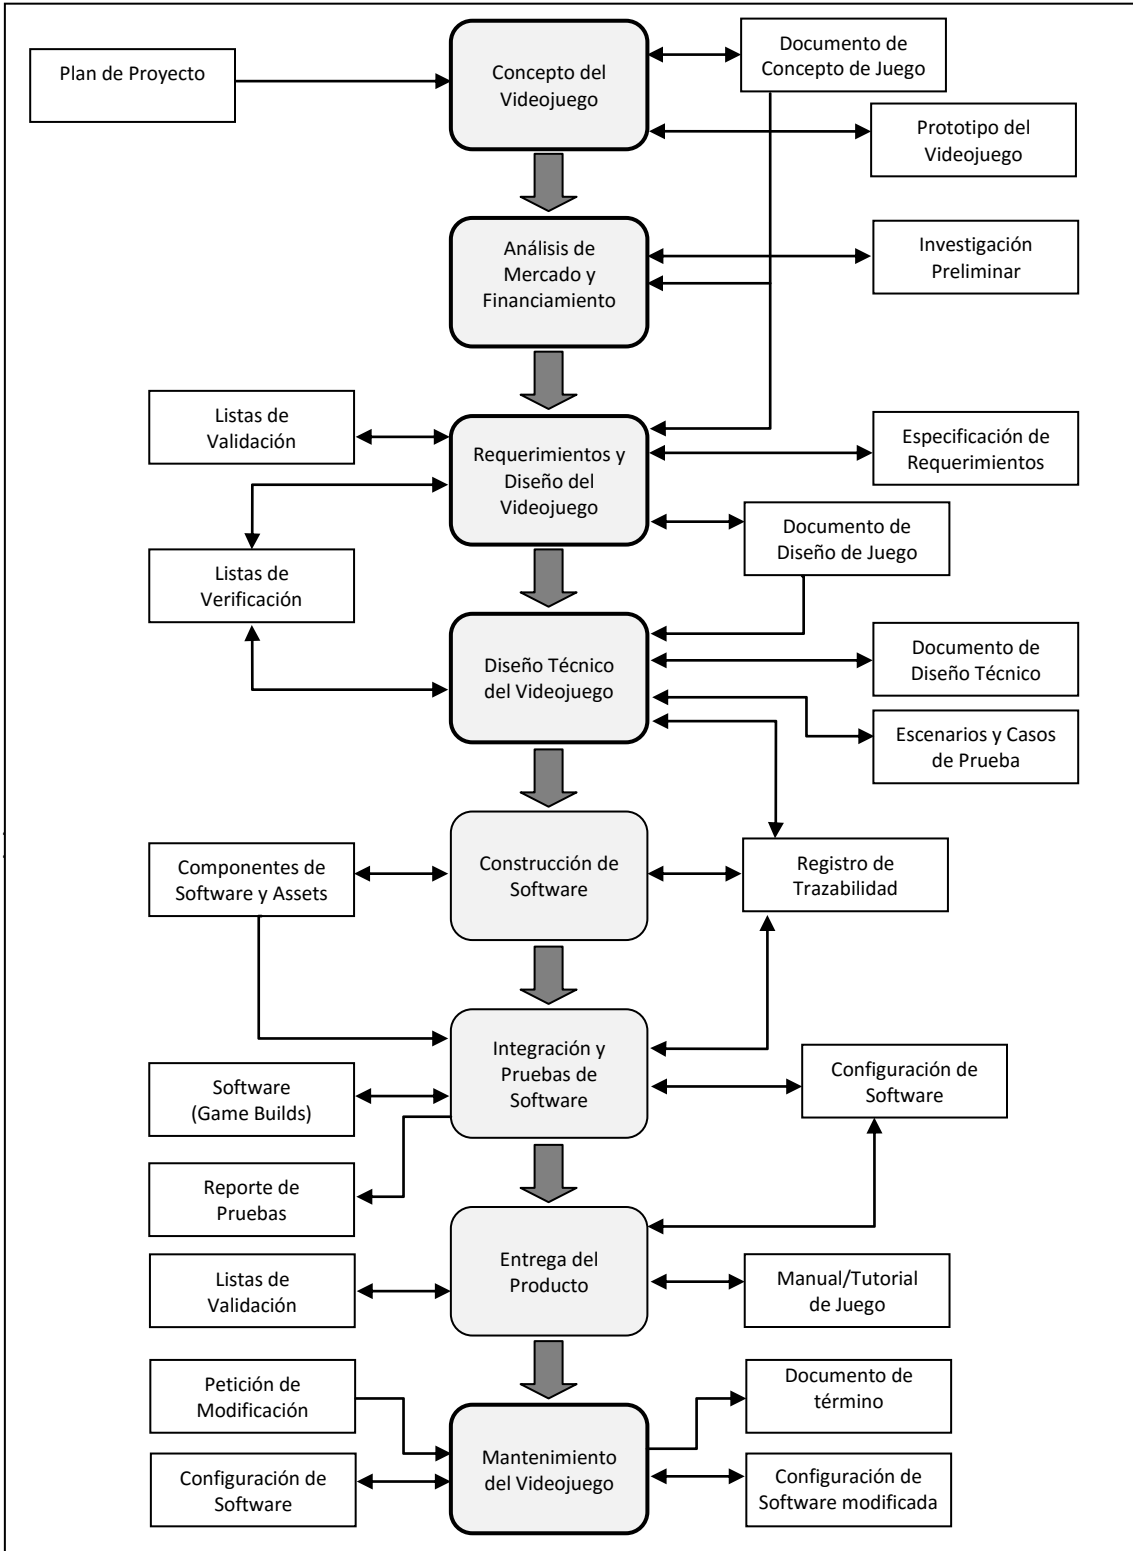 Plan de Proyecto
Concepto del
Videojuego
Documento de
Concepto de Juego
Prototipo del
Videojuego
Análisis de
Mercado y
Financiamiento
Investigación
Preliminar
Listas de
Validación
Requerimientos y
Diseño del
Videojuego
Especificación de
Requerimientos
Documento de
Diseño de Juego
Listas de
Verificación
Diseño Técnico
del Videojuego
Documento de
Diseño Técnico
Escenarios y Casos
de Prueba
Componentes de
Software y Assets
Construcción de
Software
Registro de
Trazabilidad
Integración y
Pruebas de
Software
Software
(Game Builds)
Configuración de
Software
Reporte de
Pruebas
Entrega del
Producto
Listas de
Validación
Manual/Tutorial
de Juego
Petición de
Modificación
Documento de
término
Mantenimiento
del Videojuego
Configuración de
Software
Configuración de
Software modificada